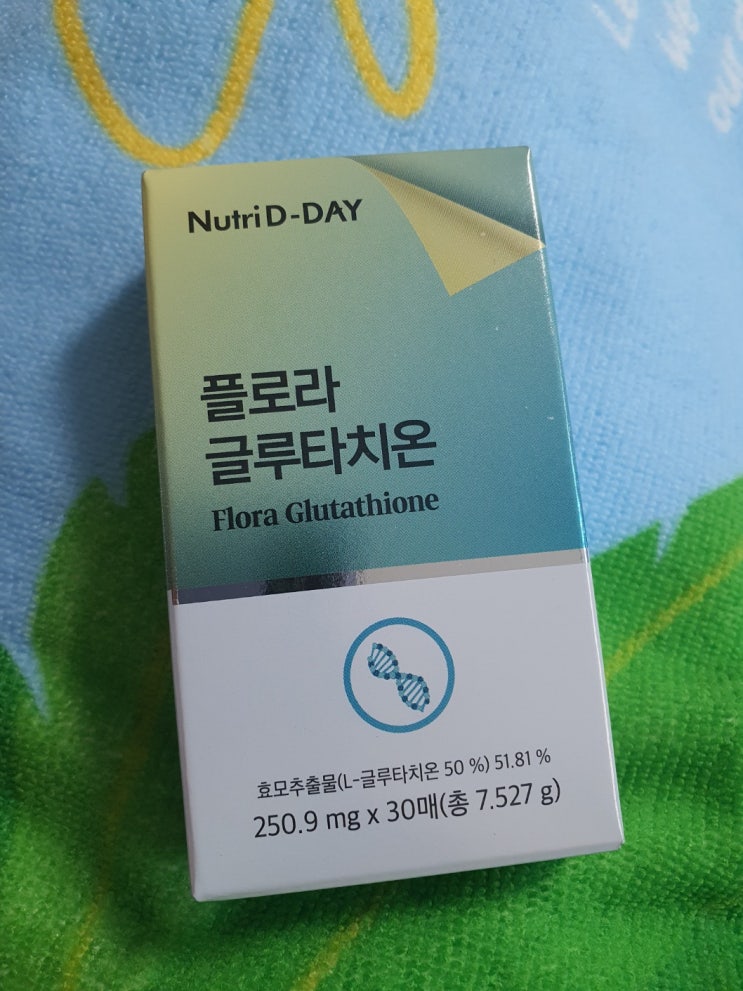 Nutri D-DAY
플로라
글루타치온
Flora Glutathione
효모추출물(L-글루타치온 50 %) 51.81 %
250.9 mg x 30매(총 7.527 g)